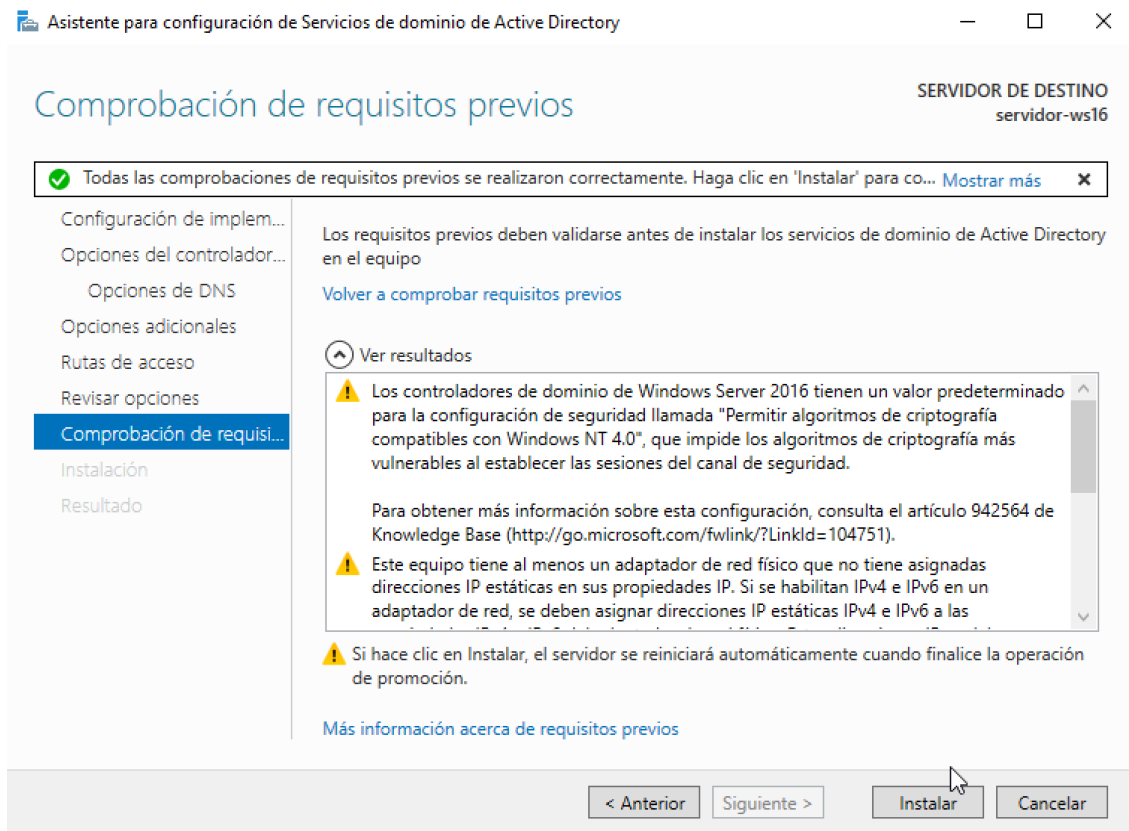 Asistente para configuración de Servicios de dominio de Active Directory
Comprobación de requisitos previos
SERVIDOR DE DESTINO
servidor-ws16
Todas las comprobaciones de requisitos previos se realizaron correctamente. Haga clic en 'Instalar' para co... Mostrar más
Configuración de implem...
Opciones del controlador...
Opciones de DNS
Opciones adicionales
Rutas de acceso
Revisar opciones
Comprobación de requisi...
Instalación
Resultado
Los requisitos previos deben validarse antes de instalar los servicios de dominio de Active Directory
en el equipo
Volver a comprobar requisitos previos
Ver resultados
Los controladores de dominio de Windows Server 2016 tienen un valor predeterminado
para la configuración de seguridad llamada "Permitir algoritmos de criptografía
compatibles con Windows NT 4.0", que impide los algoritmos de criptografía más
vulnerables al establecer las sesiones del canal de seguridad.
Para obtener más información sobre esta configuración, consulta el artículo 942564 de
Knowledge Base (http://go.microsoft.com/fwlink/?LinkId=104751).
Este equipo tiene al menos un adaptador de red físico que no tiene asignadas
direcciones IP estáticas en sus propiedades IP. Si se habilitan IPv4 e IPv6 en un
adaptador de red, se deben asignar direcciones IP estáticas IPv4 e IPv6 a las
Si hace clic en Instalar, el servidor se reiniciará automáticamente cuando finalice la operación
de promoción.
Más información acerca de requisitos previos
< Anterior
Siguiente >
Instalar
Cancelar